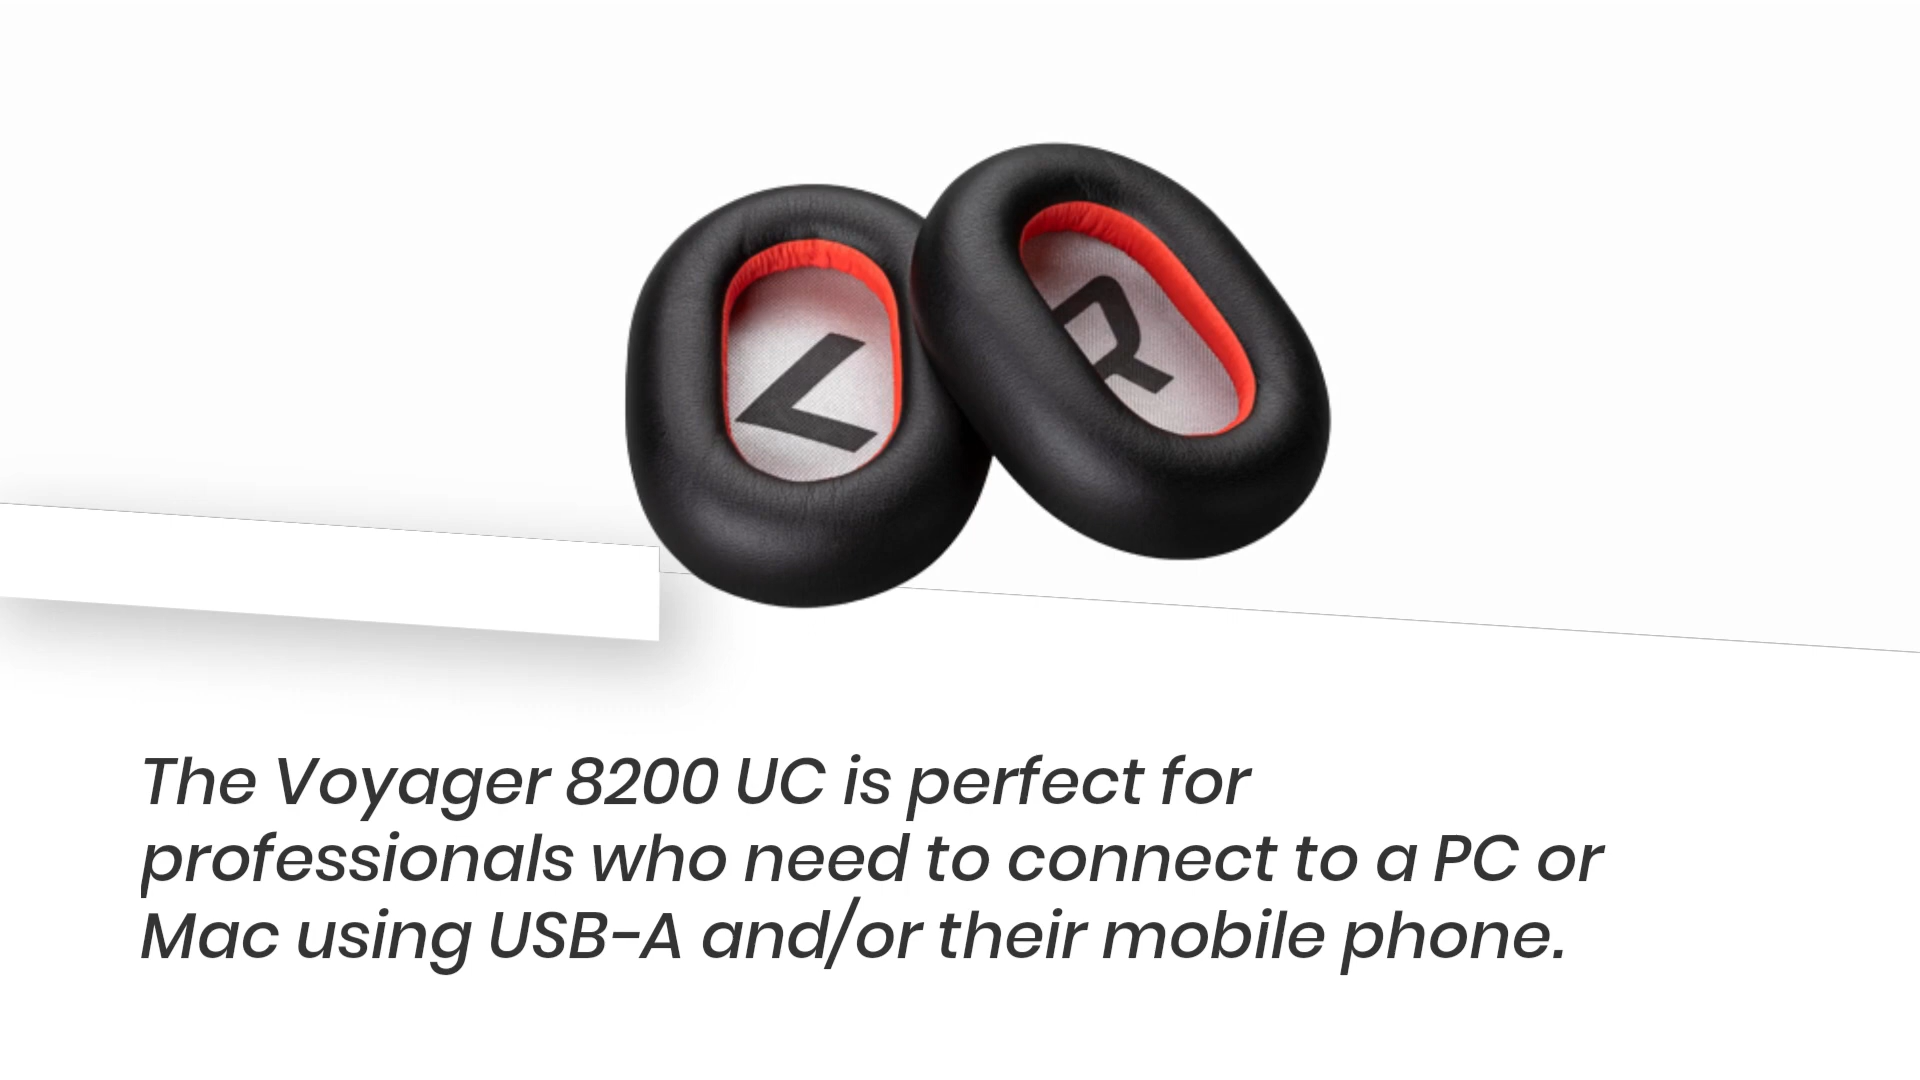 L
R
The Voyager 8200 UC is perfect for
professionals who need to connect to a PC or
Mac using USB-A and/or their mobile phone.